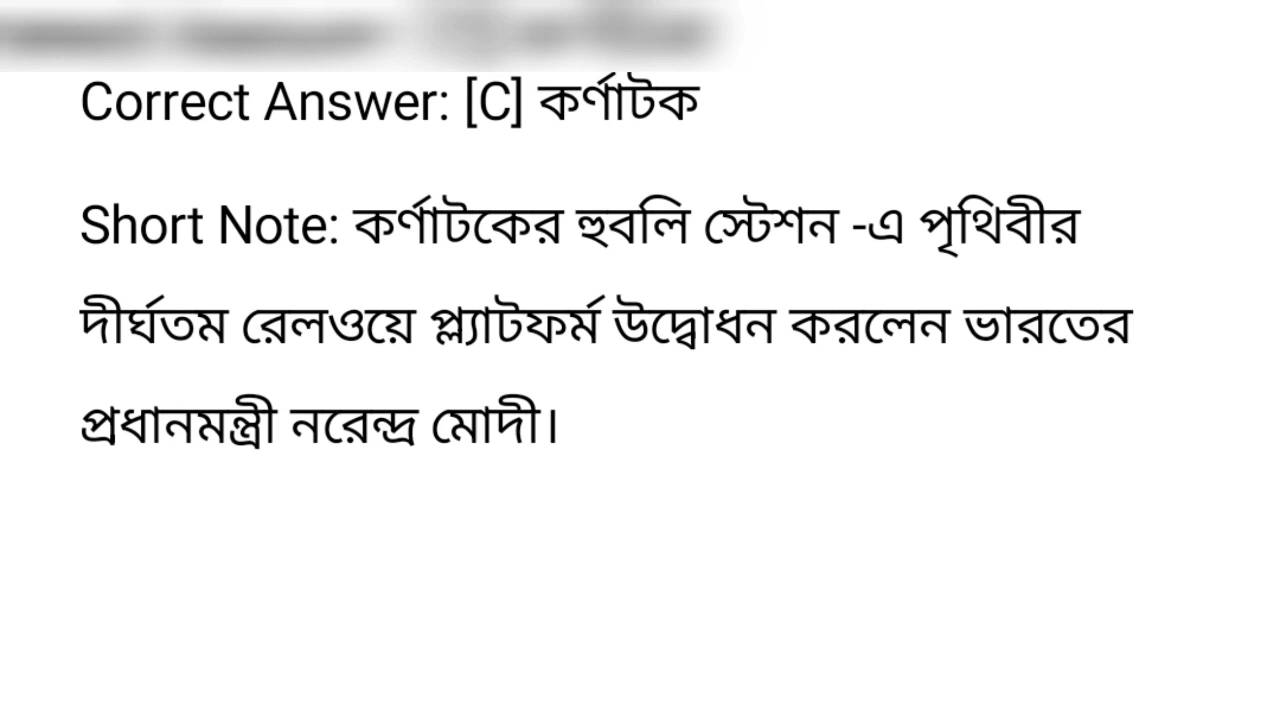 Correct Answer: [C] কর্ণাটক
Short Note: কর্ণাটকের হুবলি স্টেশন -এ পৃথিবীর
দীর্ঘতম রেলওয়ে প্ল্যাটফর্ম উদ্বোধন করলেন ভারতের
প্রধানমন্ত্রী নরেন্দ্র মোদী।